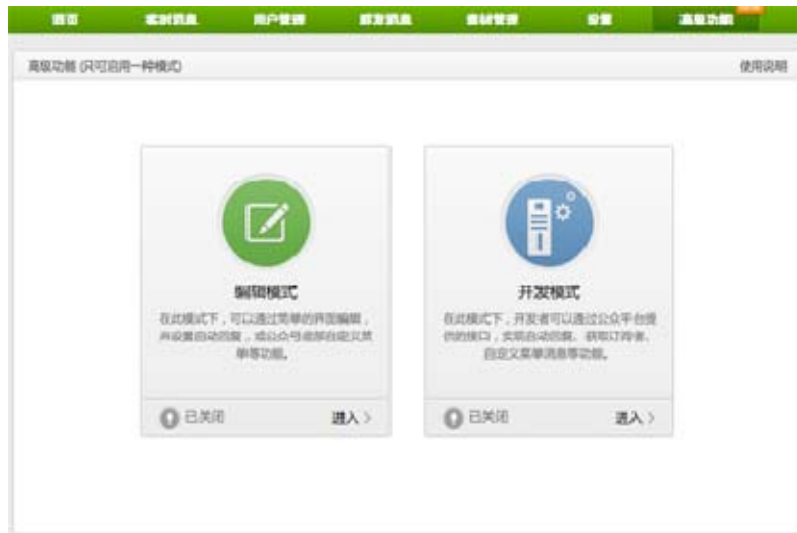 首页 实时消息 用户管理 群发消息 素材管理 设置 高级功能
高级功能 (只可启用一种模式) 使用说明
编辑模式
在此模式下，可以通过简单的界面编辑，
并设置自动回复，或公众号底部自定义菜
单等功能。
已关闭 进入
开发模式
在此模式下，开发者可以通过公众平台提
供的接口，实现自动回复、获取订阅者、
自定义菜单消息等功能。
已关闭 进入